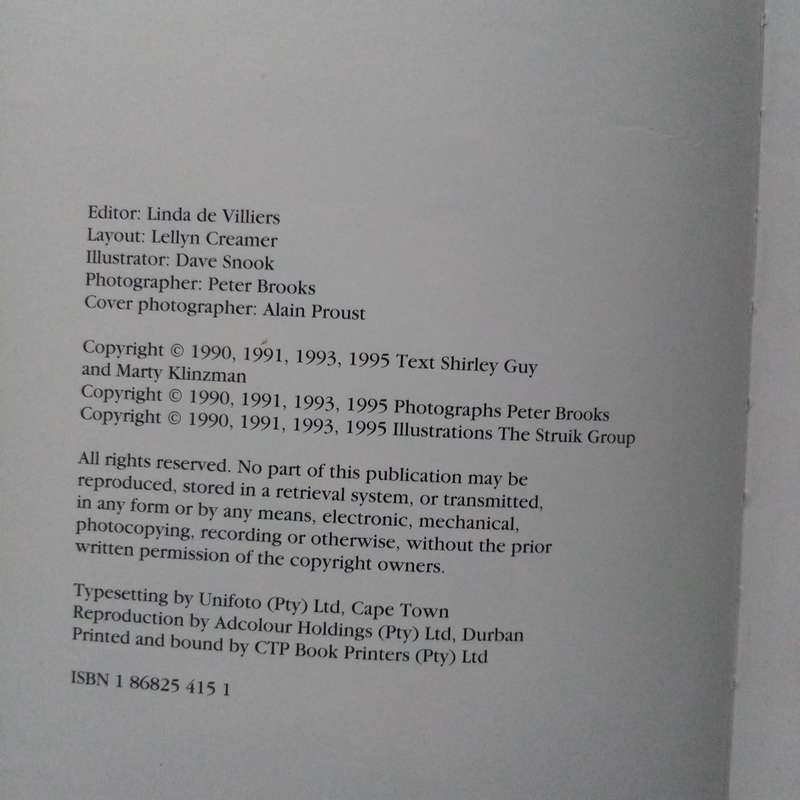 Editor: Linda de Villiers
Layout: Lellyn Creamer
Illustrator: Dave Snook
Photographer: Peter Brooks
Cover photographer: Alain Proust
Copyright © 1990, 1991, 1993, 1995 Text Shirley Guy
and Marty Klinzman
Copyright © 1990, 1991, 1993, 1995 Photographs Peter Brooks
Copyright © 1990, 1991, 1993, 1995 Illustrations The Struik Group
All rights reserved. No part of this publication may be
reproduced, stored in a retrieval system, or transmitted,
in any form or by any means, electronic, mechanical,
photocopying, recording or otherwise, without the prior
written permission of the copyright owners.
Typesetting by Unifoto (Pty) Ltd, Cape Town
Reproduction by Adcolour Holdings (Pty) Ltd, Durban
Printed and bound by CTP Book Printers (Pty) Ltd
ISBN 1 86825 415 1